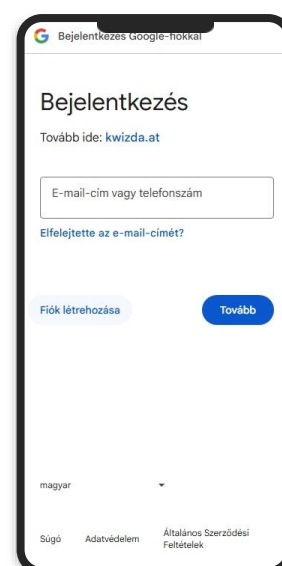 Bejelentkezés Google-fiókkal
Bejelentkezés
Tovább ide: kwizda.at
E-mail-cím vagy telefonszám
Elfelejtette az e-mail-címét?
Fiók létrehozása
Tovább
magyar
Súgó
Adatvédelem
Általános Szerződési
Feltételek